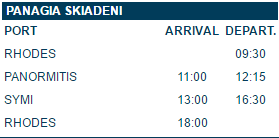 PANAGIA SKIADENI
PORT ARRIVAL DEPART.
RHODES 09:30
PANORMITIS 11:00 12:15
SYMI 13:00 16:30
RHODES 18:00